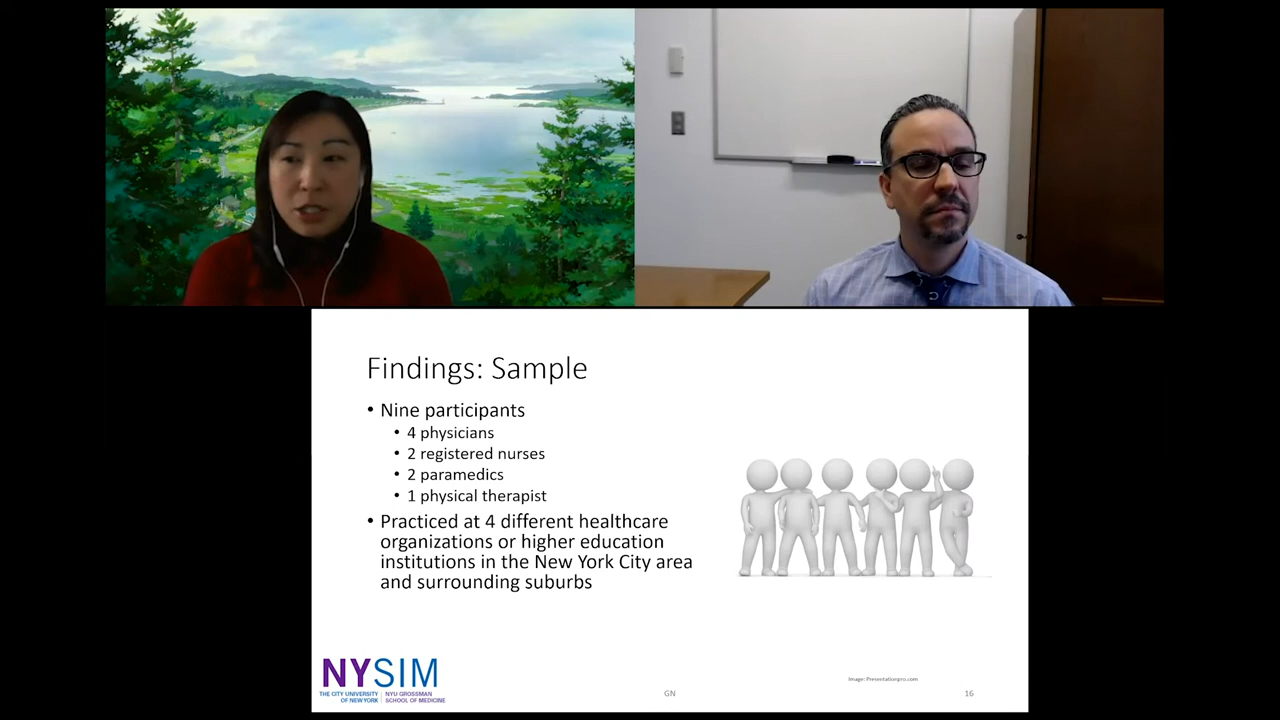 Findings: Sample
• Nine participants
• 4 physicians
• 2 registered nurses
• 2 paramedics
• 1 physical therapist
• Practiced at 4 different healthcare
organizations or higher education
institutions in the New York City area
and surrounding suburbs
NYSIM
THE CITY UNIVERSITY
OF NEW YORK
NYU GROSSMAN
SCHOOL OF MEDICINE
Image: Presentationpro.com
GN
16